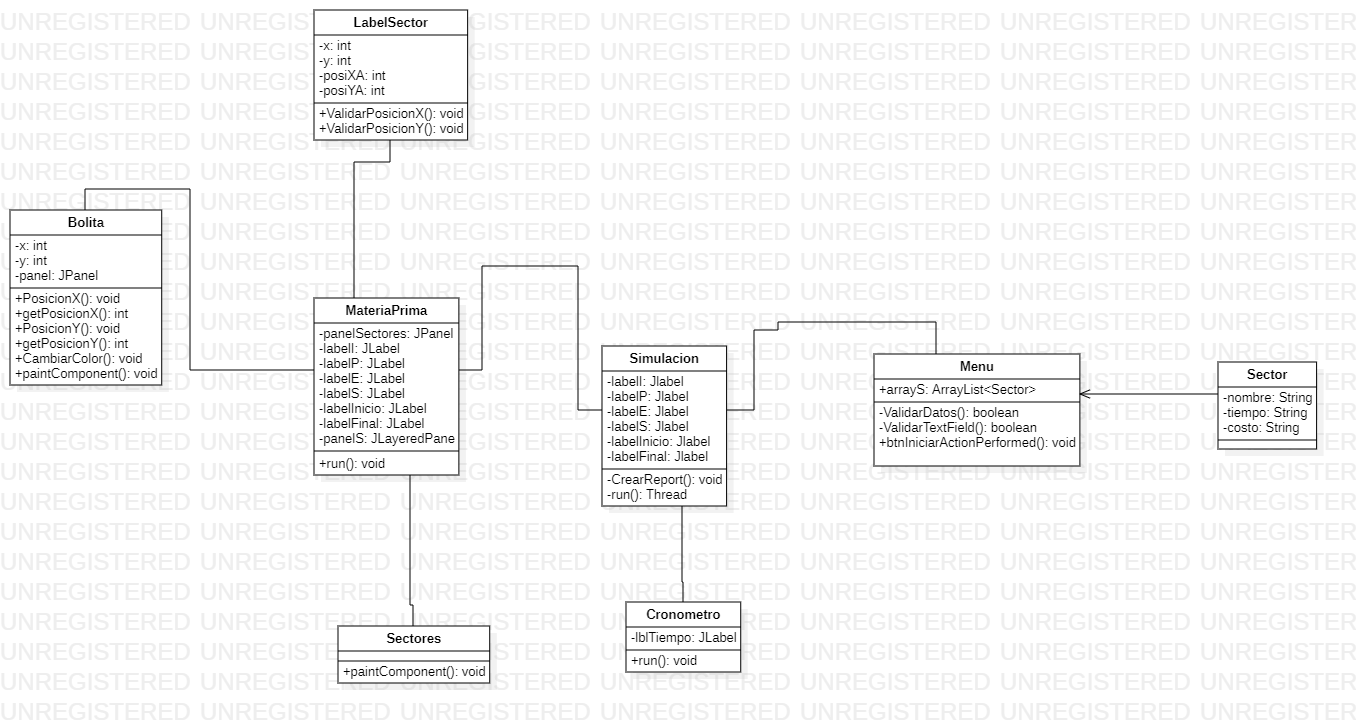 LabelSector
-x: int
-y: int
-posiXA: int
-posiYA: int
+ValidarPosicionX(): void
+ValidarPosicionY(): void
Bolita
-x: int
-y: int
-panel: JPanel
+PosicionX(): void
+getPosicionX(): int
+PosicionY(): void
+getPosicionY(): int
+CambiarColor(): void
+paintComponent(): void
MateriaPrima
-panelSectores: JPanel
-labelI: JLabel
-labelP: JLabel
-labelE: JLabel
-labelS: JLabel
-labelInicio: JLabel
-labelFinal: JLabel
-panelS: JLayeredPane
+run(): void
Simulacion
-labelI: Jlabel
-labelP: Jlabel
-labelE: Jlabel
-labelS: Jlabel
-labelInicio: Jlabel
-labelFinal: Jlabel
-CrearReport(): void
-run(): Thread
Menu
+arrayS: ArrayList<Sector>
-ValidarDatos(): boolean
-ValidarTextField(): boolean
+btnIniciarActionPerformed(): void
Sector
-nombre: String
-tiempo: String
-costo: String
Sectores
+paintComponent(): void
Cronometro
-lblTiempo: JLabel
+run(): void
UNREGISTERED